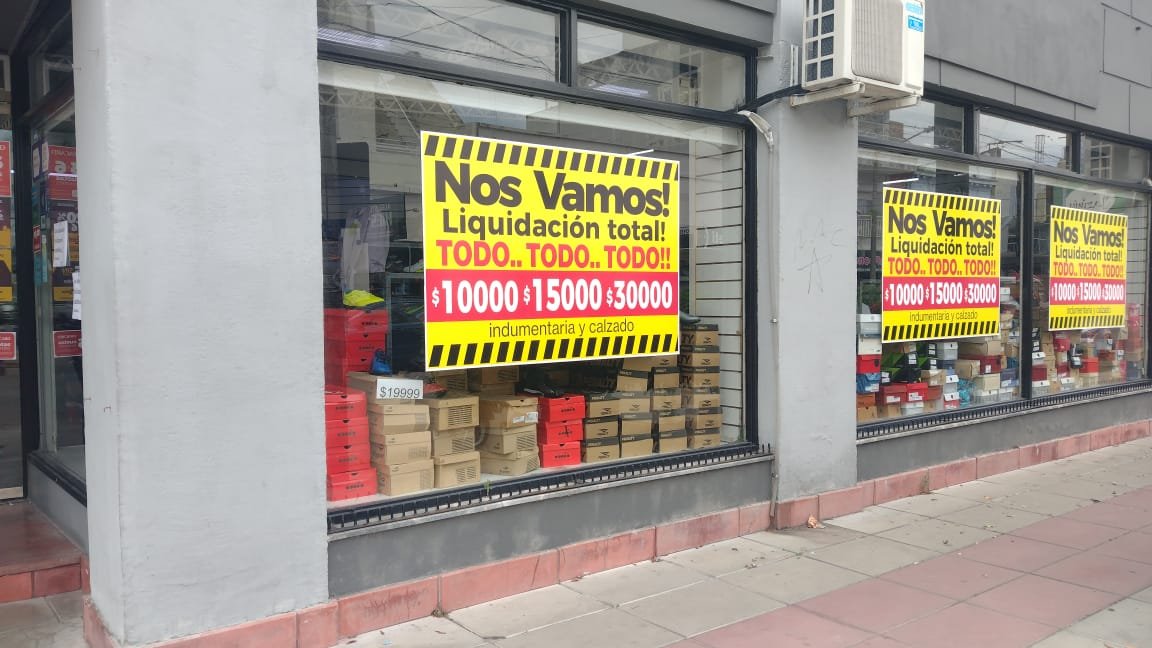 Nos Vamos!
Liquidación total!
TODO.. TODO.. TODO!!
$10000 $15000 $30000
indumentaria y calzado
$19999
Nos Vamos!
Liquidación total!
TODO.. TODO.. TODO!!
$10000 $15000 $30000
indumentaria y calzado
Nos Vamos!
Liquidación total!
TODO.. TODO.. TODO!!
$10000 $15000 $30000
indumentaria y calzado